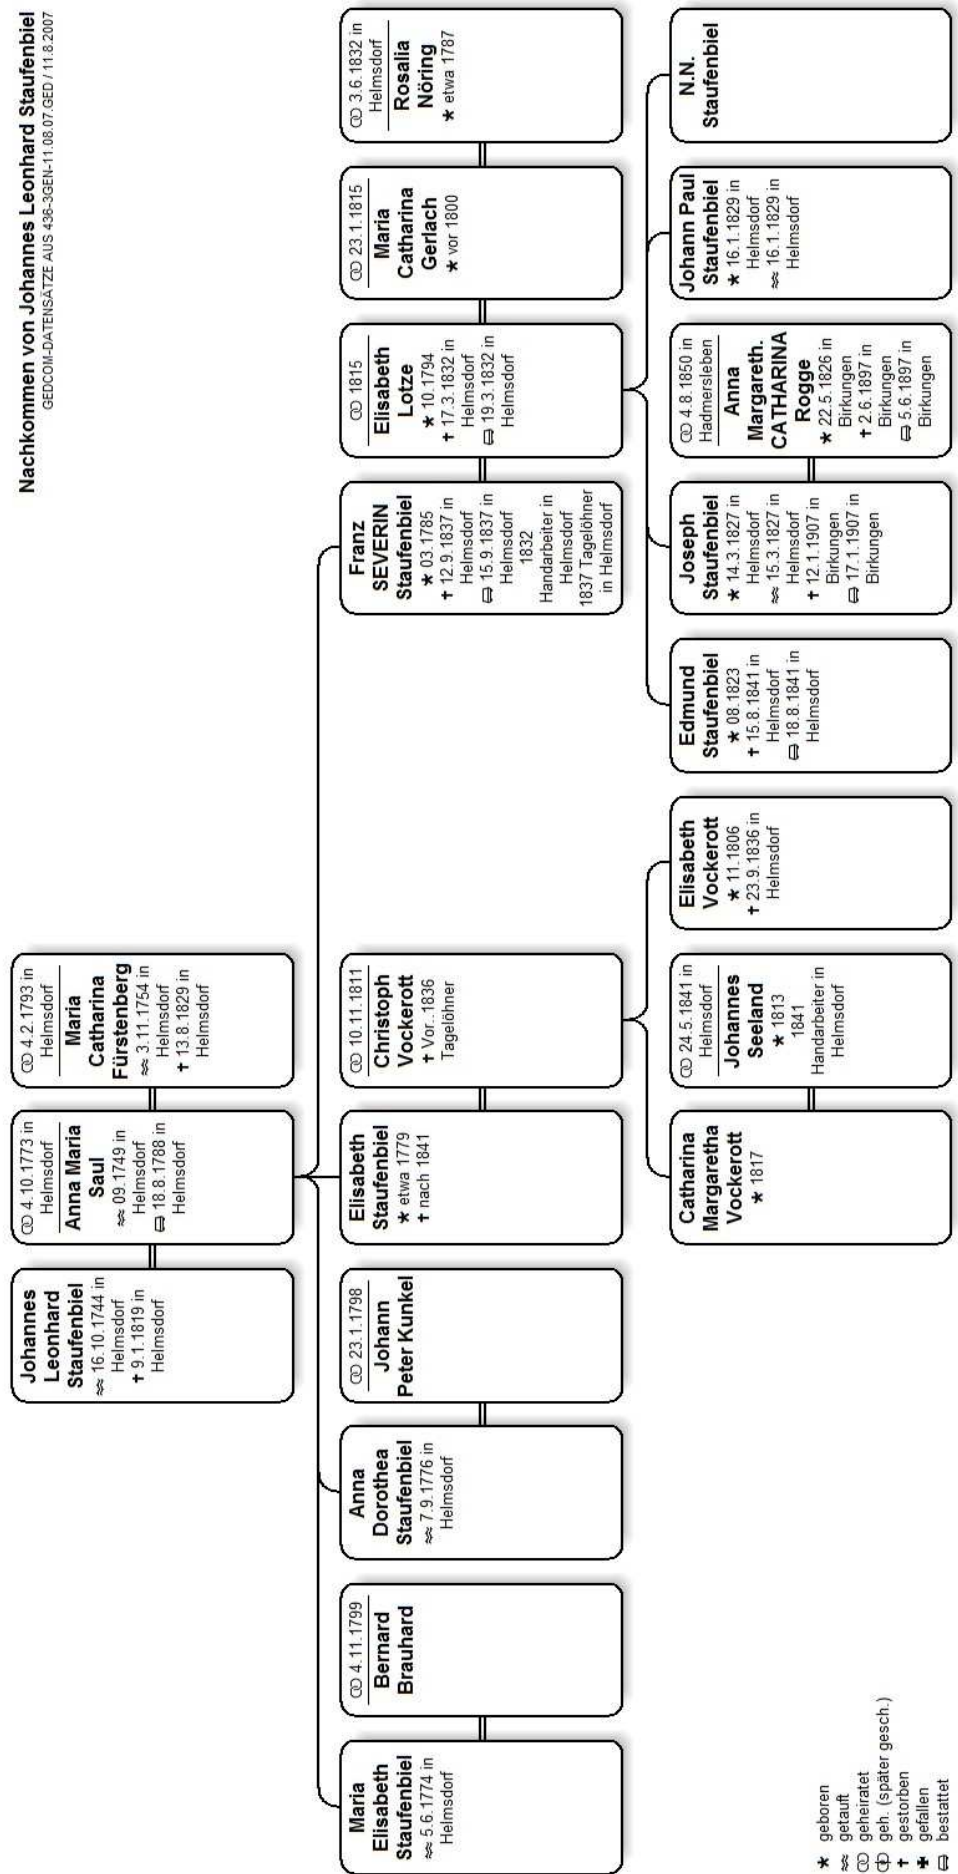 Nachkommen von Johannes Leonhard Staufenbiel
GEDCOM-DATENSÄTZE AUS 436-3GEN-11.08.07.GED / 11.8.2007
Johannes
Leonhard
Staufenbiel
≈ 16.10.1744 in
Helmsdorf
† 9.1.1819 in
Helmsdorf
⚭ 4.10.1773 in
Helmsdorf
Anna Maria
Saul
≈ 09.1749 in
Helmsdorf
⚰ 18.8.1788 in
Helmsdorf
⚭ 4.2.1793 in
Helmsdorf
Maria
Catharina
Fürstenberg
≈ 3.11.1754 in
Helmsdorf
† 13.8.1829 in
Helmsdorf
Maria
Elisabeth
Staufenbiel
≈ 5.6.1774 in
Helmsdorf
⚭ 4.11.1799
Bernard
Brauhard
Anna
Dorothea
Staufenbiel
≈ 7.9.1776 in
Helmsdorf
⚭ 23.1.1798
Johann
Peter Kunkel
Elisabeth
Staufenbiel
★ etwa 1779
† nach 1841
⚭ 10.11.1811
Christoph
Vockerott
† Vor. 1836
Tagelöhner
Franz
SEVERIN
Staufenbiel
★ 03.1785
† 12.9.1837 in
Helmsdorf
⚰ 15.9.1837 in
Helmsdorf
1832
Handarbeiter in
Helmsdorf
1837 Tagelöhner
in Helmsdorf
⚭ 1815
Elisabeth
Lotze
★ 10.1794
† 17.3.1832 in
Helmsdorf
⚰ 19.3.1832 in
Helmsdorf
⚭ 23.1.1815
Maria
Catharina
Gerlach
★ vor 1800
⚭ 3.6.1832 in
Helmsdorf
Rosalia
Nöring
★ etwa 1787
Catharina
Margaretha
Vockerott
★ 1817
⚭ 24.5.1841 in
Helmsdorf
Johannes
Seeland
★ 1813
1841
Handarbeiter in
Helmsdorf
Elisabeth
Vockerott
★ 11.1806
† 23.9.1836 in
Helmsdorf
Edmund
Staufenbiel
★ 08.1823
† 15.8.1841 in
Helmsdorf
⚰ 18.8.1841 in
Helmsdorf
Joseph
Staufenbiel
★ 14.3.1827 in
Helmsdorf
≈ 15.3.1827 in
Helmsdorf
† 12.1.1907 in
Birkungen
⚰ 17.1.1907 in
Birkungen
⚭ 4.8.1850 in
Hadmersleben
Anna
Margareth.
CATHARINA
Rogge
★ 22.5.1826 in
Birkungen
† 2.6.1897 in
Birkungen
⚰ 5.6.1897 in
Birkungen
Johann Paul
Staufenbiel
★ 16.1.1829 in
Helmsdorf
≈ 16.1.1829 in
Helmsdorf
N.N.
Staufenbiel
★ geboren
≈ getauft
⚭ geheiratet
ↀ geh. (später gesch.)
† gestorben
✚ gefallen
⚰ bestattet